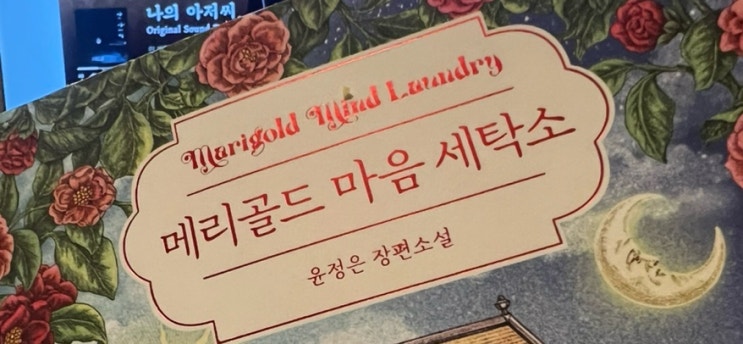 나의 아저씨
Original Sound
Marigold Mind Laundry
메리골드 마음 세탁소
윤정은 장편소설